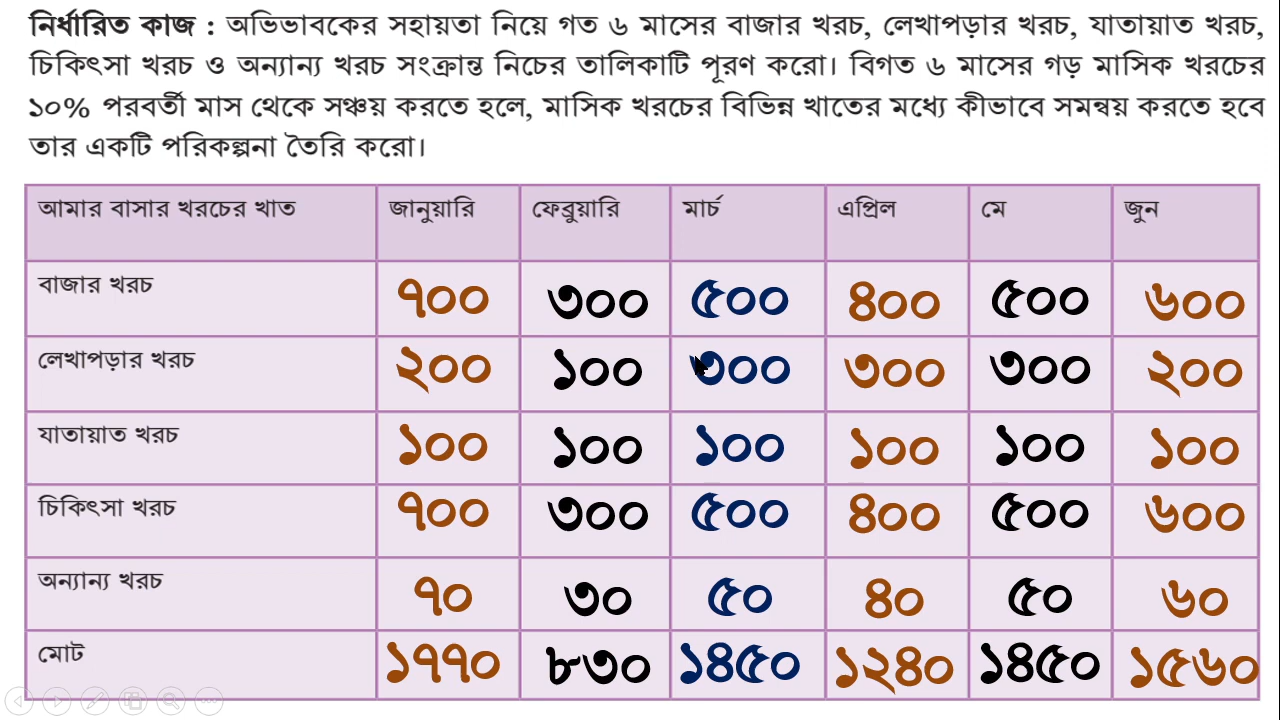 নির্ধারিত কাজ : অভিভাবকের সহায়তা নিয়ে গত ৬ মাসের বাজার খরচ, লেখাপড়ার খরচ, যাতায়াত খরচ,
চিকিৎসা খরচ ও অন্যান্য খরচ সংক্রান্ত নিচের তালিকাটি পূরণ করো। বিগত ৬ মাসের গড় মাসিক খরচের
১০% পরবর্তী মাস থেকে সঞ্চয় করতে হলে, মাসিক খরচের বিভিন্ন খাতের মধ্যে কীভাবে সমন্বয় করতে হবে
তার একটি পরিকল্পনা তৈরি করো।
আমার বাসার খরচের খাত জানুয়ারি ফেব্রুয়ারি মার্চ এপ্রিল মে জুন
বাজার খরচ ৭০০ ৩০০ ৫০০ ৪০০ ৫০০ ৬০০
লেখাপড়ার খরচ ২০০ ১০০ ৩০০ ৩০০ ৩০০ ২০০
যাতায়াত খরচ ১০০ ১০০ ১০০ ১০০ ১০০ ১০০
চিকিৎসা খরচ ৭০০ ৩০০ ৫০০ ৪০০ ৫০০ ৬০০
অন্যান্য খরচ ৭০ ৩০ ৫০ ৪০ ৫০ ৬০
মোট ১৭৭০ ৮৩০ ১৪৫০ ১২৪০ ১৪৫০ ১৫৬০